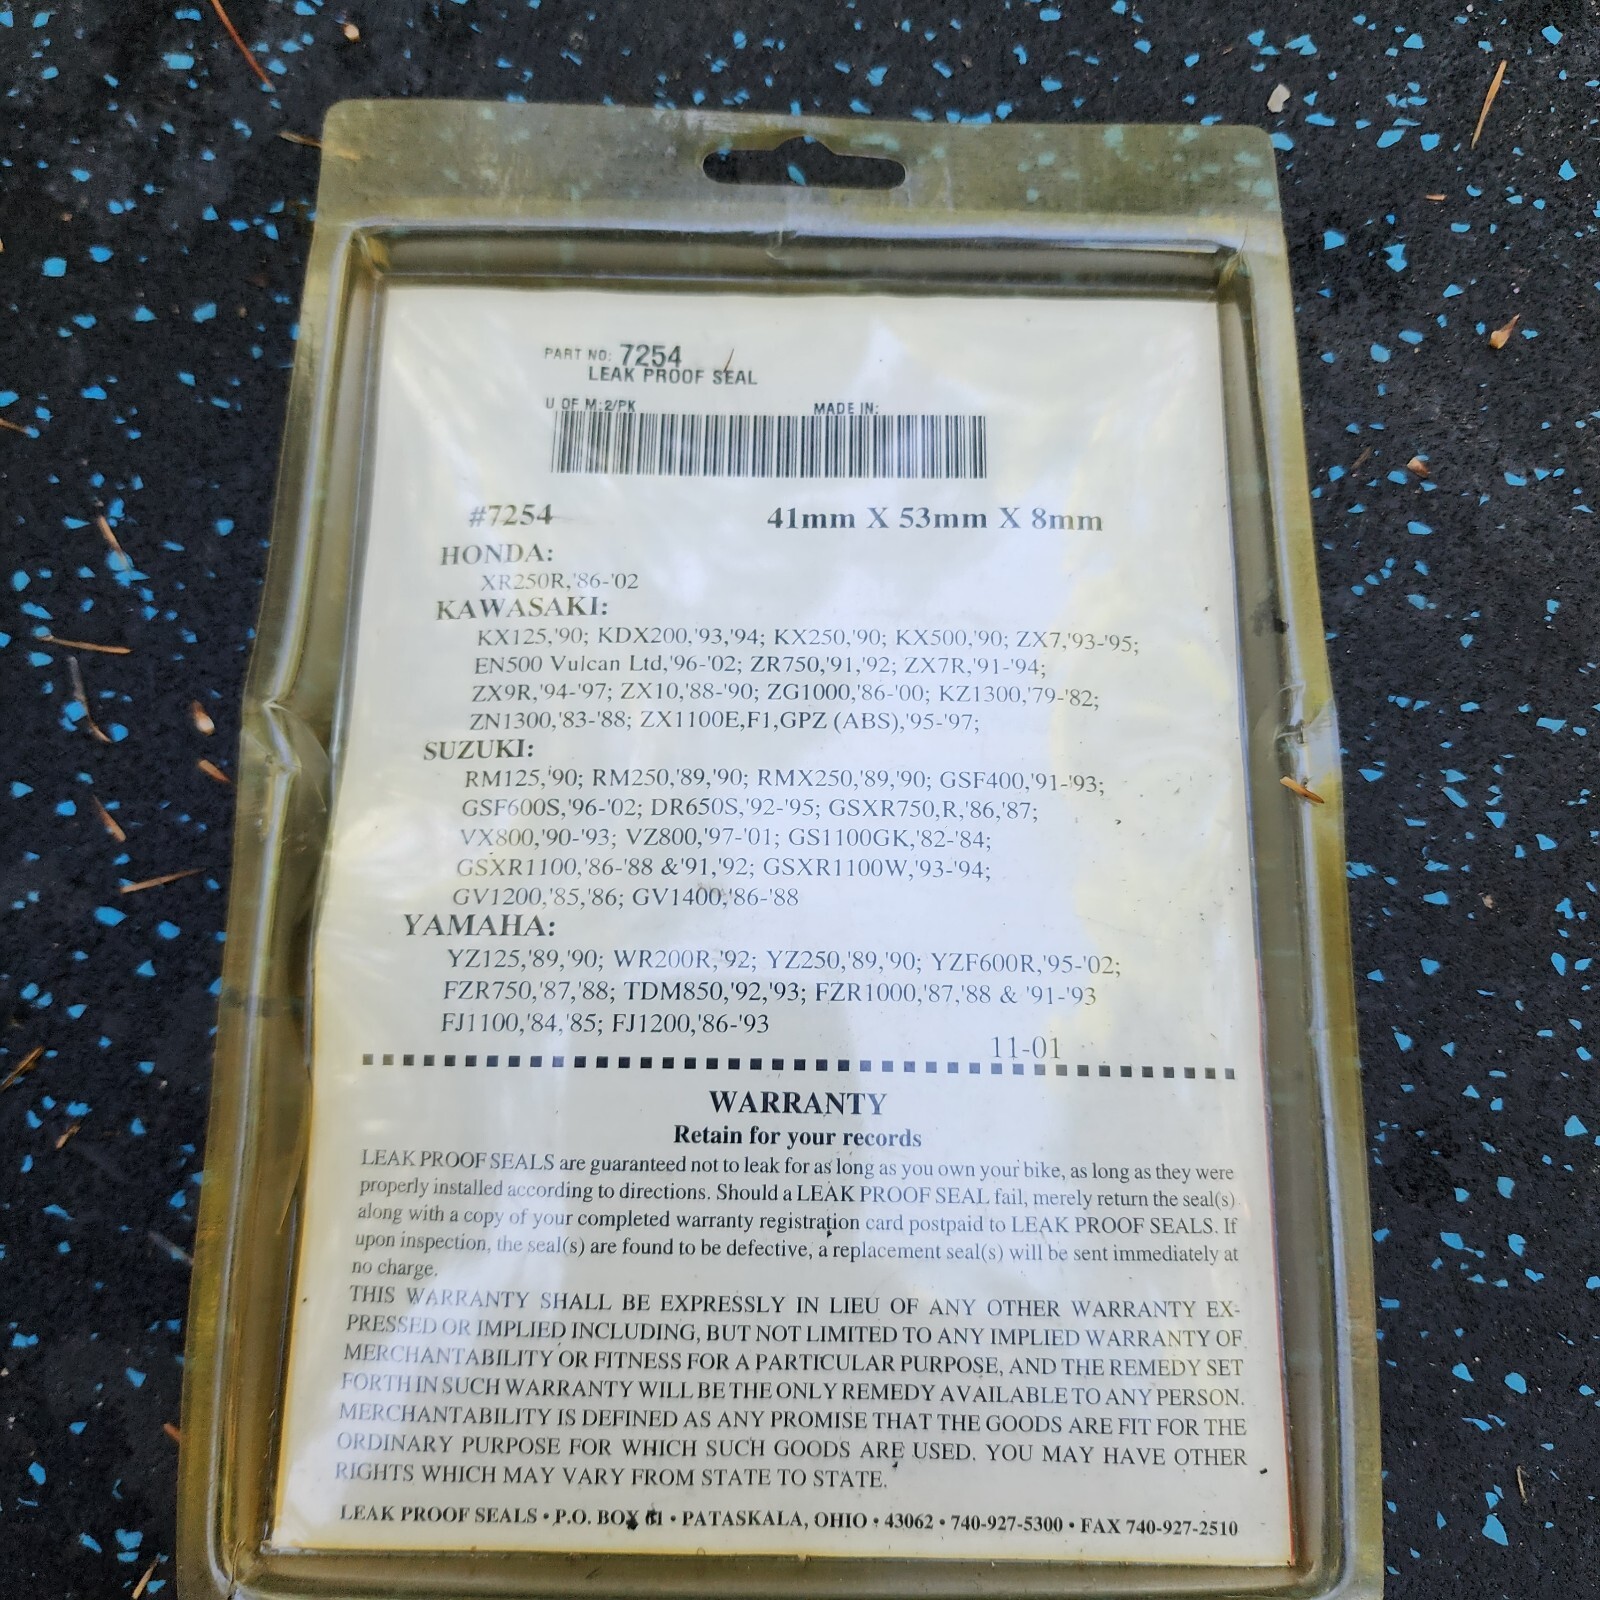 PART NO: 7254
LEAK PROOF SEAL
U OF M:2/PK MADE IN:
#7254 41mm X 53mm X 8mm
HONDA:
XR250R,'86-'02
KAWASAKI:
KX125,'90; KDX200,'93,'94; KX250,'90; KX500,'90; ZX7,'93-'95;
EN500 Vulcan Ltd,'96-'02; ZR750,'91,'92; ZX7R,'91-'94;
ZX9R,'94-'97; ZX10,'88-'90; ZG1000,'86-'00; KZ1300,'79-'82;
ZN1300,'83-'88; ZX1100E,F1,GPZ (ABS),'95-'97;
SUZUKI:
RM125,'90; RM250,'89,'90; RMX250,'89,'90; GSF400,'91-'93;
GSF600S,'96-'02; DR650S,'92-'95; GSXR750,R,'86,'87;
VX800,'90-'93; VZ800,'97-'01; GS1100GK,'82-'84;
GSXR1100,'86-'88 &'91,'92; GSXR1100W,'93-'94;
GV1200,'85,'86; GV1400,'86-'88
YAMAHA:
YZ125,'89,'90; WR200R,'92; YZ250,'89,'90; YZF600R,'95-'02;
FZR750,'87,'88; TDM850,'92,'93; FZR1000,'87,'88 & '91-'93
FJ1100,'84,'85; FJ1200,'86-'93
11-01
WARRANTY
Retain for your records
LEAK PROOF SEALS are guaranteed not to leak for as long as you own your bike, as long as they were
properly installed according to directions. Should a LEAK PROOF SEAL fail, merely return the seal(s)
along with a copy of your completed warranty registration card postpaid to LEAK PROOF SEALS. If
upon inspection, the seal(s) are found to be defective, a replacement seal(s) will be sent immediately at
no charge.
THIS WARRANTY SHALL BE EXPRESSLY IN LIEU OF ANY OTHER WARRANTY EX-
PRESSED OR IMPLIED INCLUDING, BUT NOT LIMITED TO ANY IMPLIED WARRANTY OF
MERCHANTABILITY OR FITNESS FOR A PARTICULAR PURPOSE, AND THE REMEDY SET
FORTH IN SUCH WARRANTY WILL BE THE ONLY REMEDY AVAILABLE TO ANY PERSON.
MERCHANTABILITY IS DEFINED AS ANY PROMISE THAT THE GOODS ARE FIT FOR THE
ORDINARY PURPOSE FOR WHICH SUCH GOODS ARE USED. YOU MAY HAVE OTHER
RIGHTS WHICH MAY VARY FROM STATE TO STATE.
LEAK PROOF SEALS • P.O. BOX • PATASKALA, OHIO • 43062 • 740-927-5300 • FAX 740-927-2510